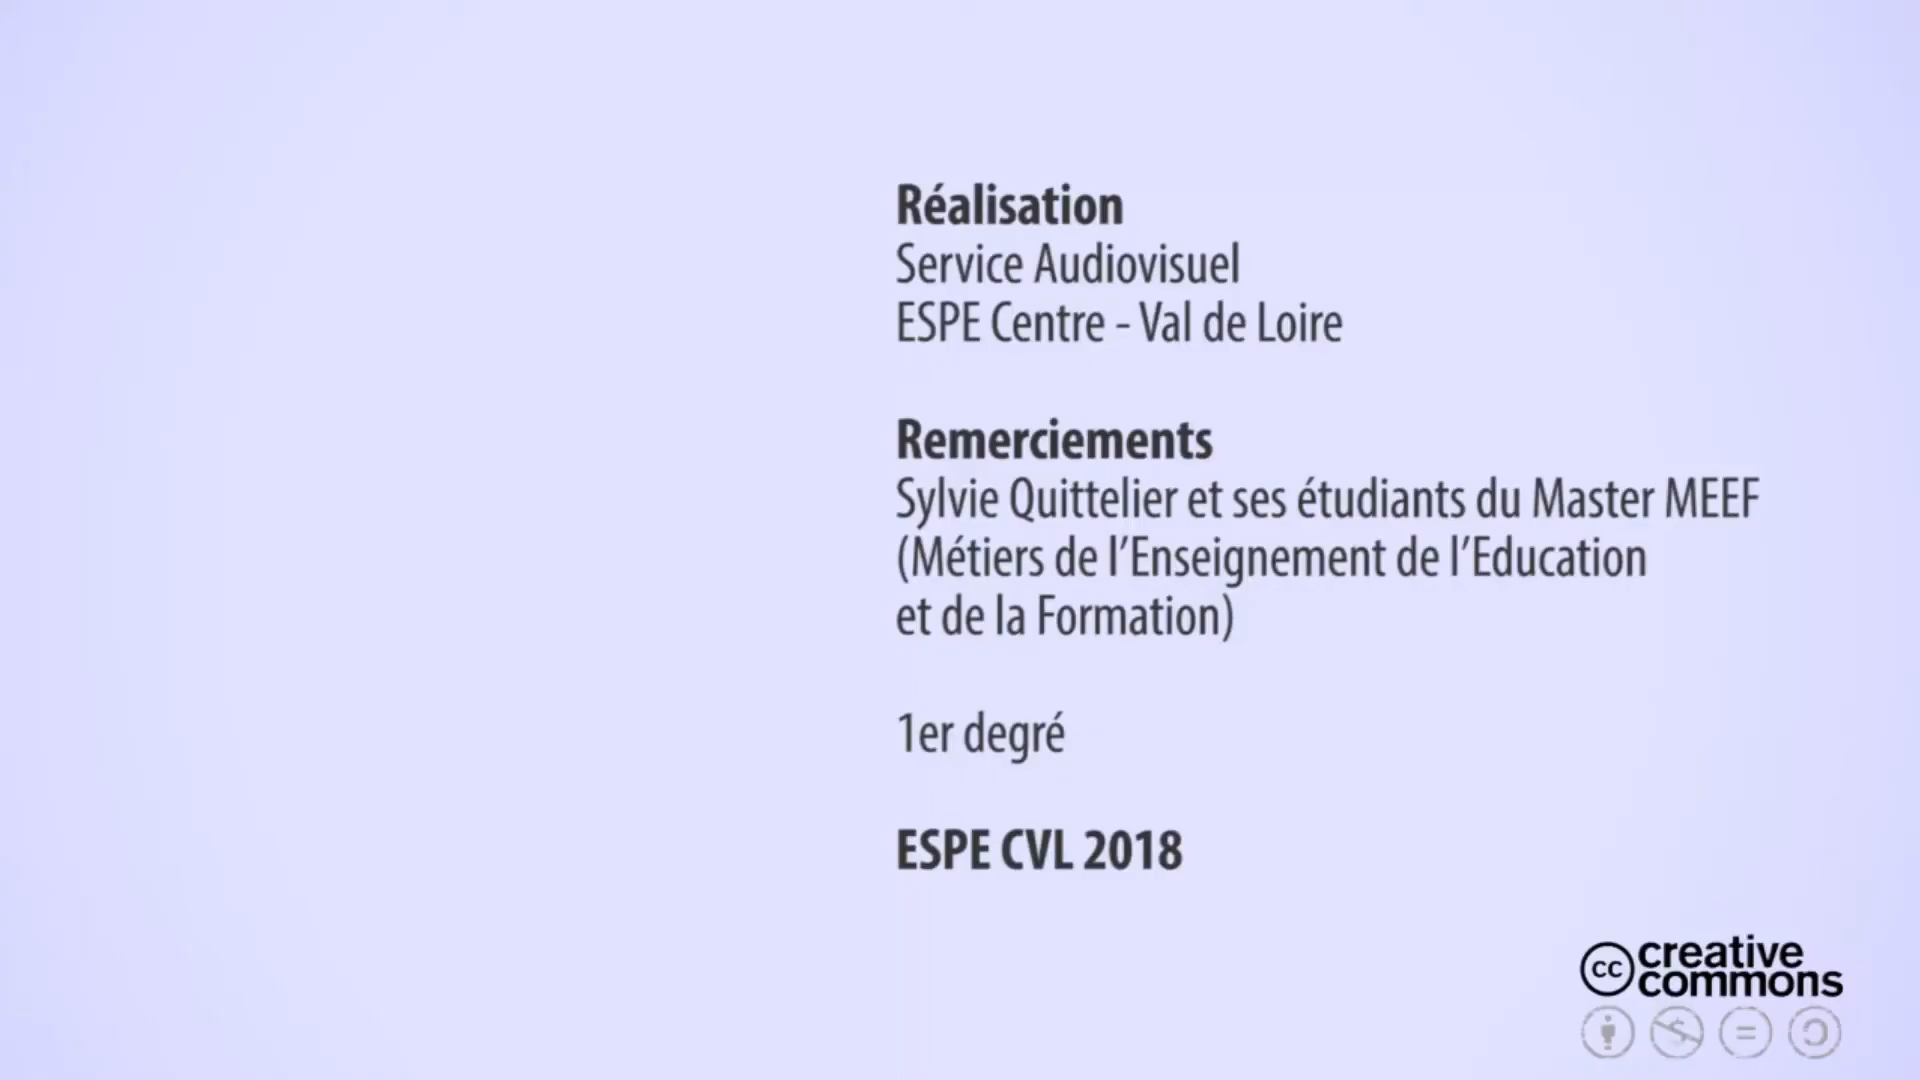 Réalisation
Service Audiovisuel
ESPE Centre - Val de Loire
Remerciements
Sylvie Quittelier et ses étudiants du Master MEEF
(Métiers de l’Enseignement de l’Education
et de la Formation)
1er degré
ESPE CVL 2018
cc creative
commons